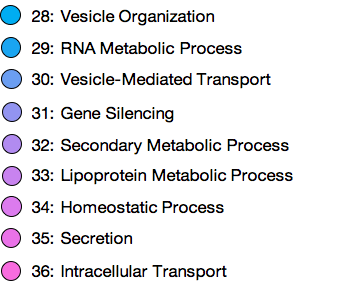 28: Vesicle Organization
29: RNA Metabolic Process
30: Vesicle-Mediated Transport
31: Gene Silencing
32: Secondary Metabolic Process
33: Lipoprotein Metabolic Process
34: Homeostatic Process
35: Secretion
36: Intracellular Transport